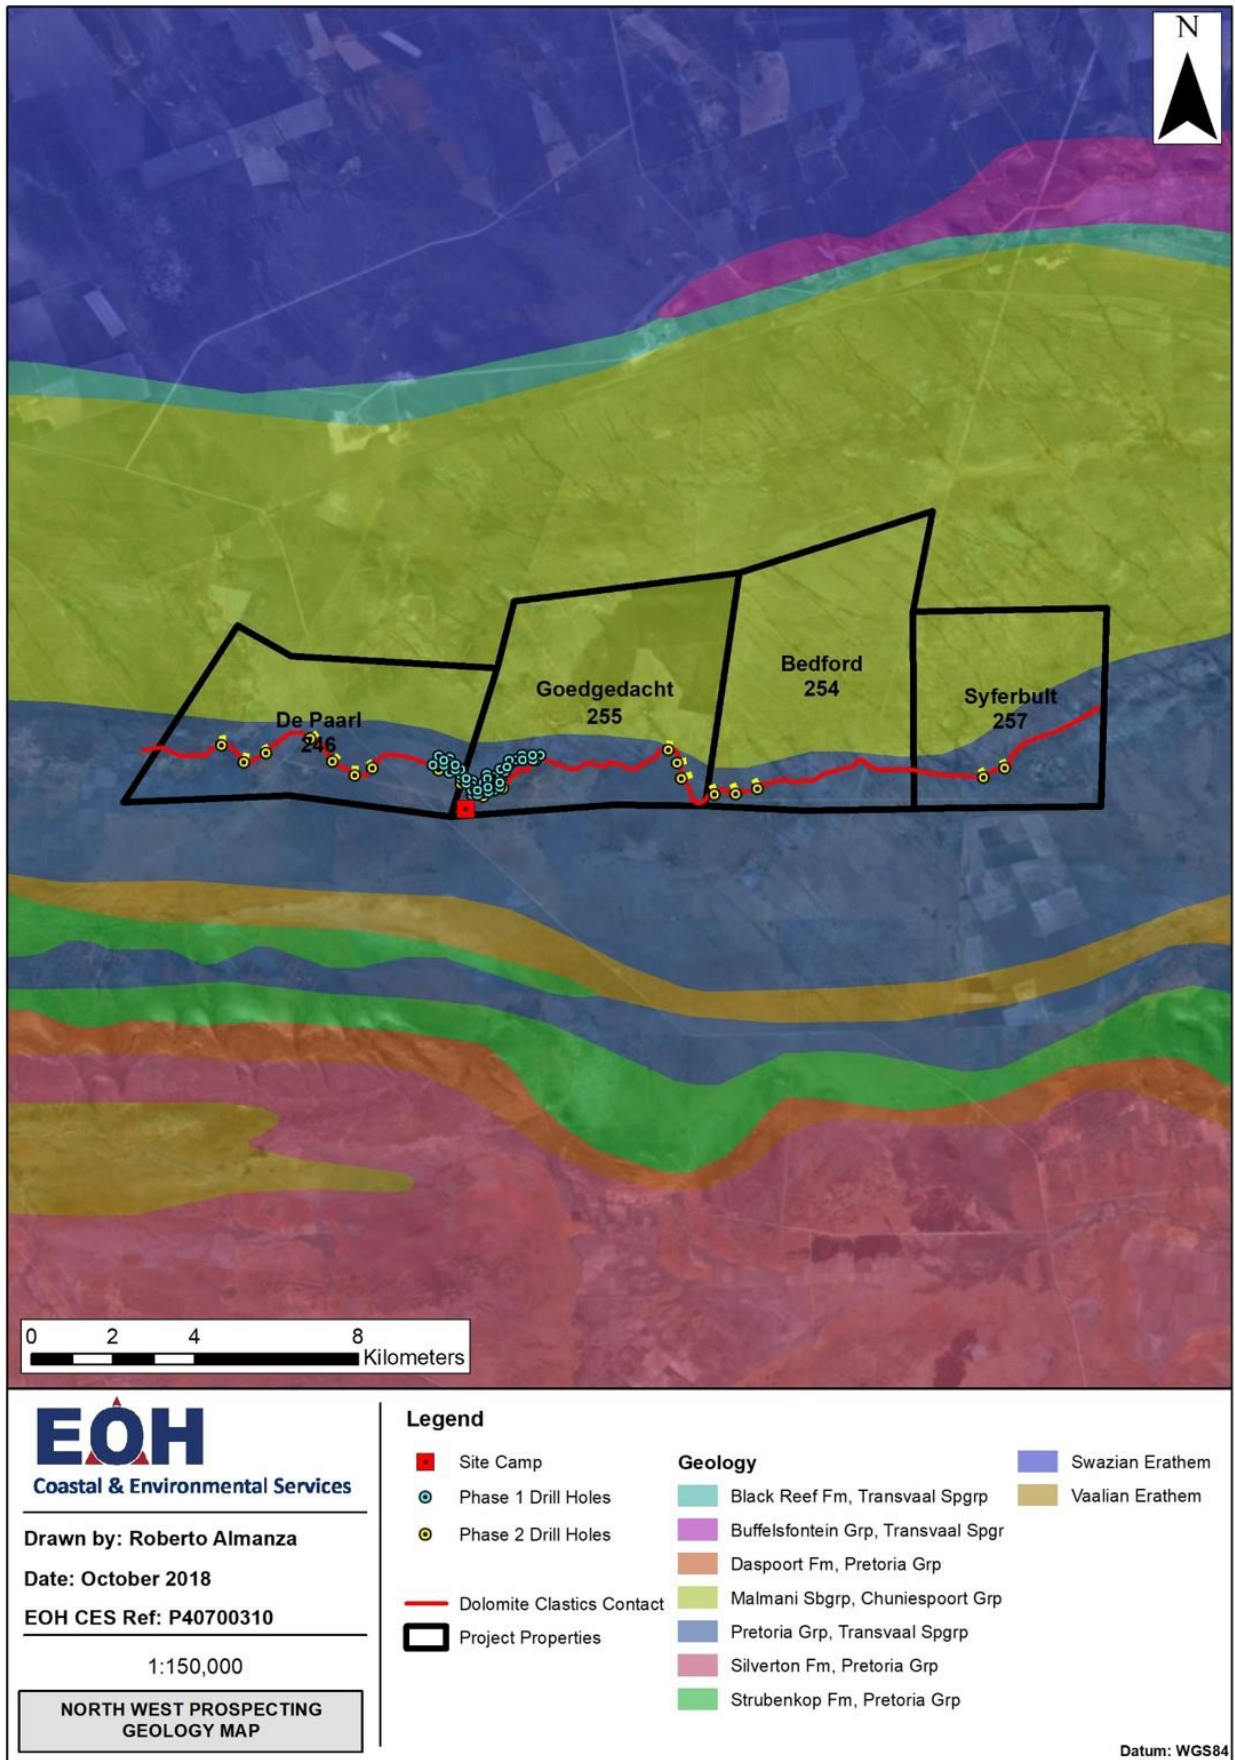 N
De Paarl
246
Goedgedacht
255
Bedford
254
Syferbult
257
0 2 4 8
Kilometers
EOH
Coastal & Environmental Services
Drawn by: Roberto Almanza
Date: October 2018
EOH CES Ref: P40700310
1:150,000
NORTH WEST PROSPECTING
GEOLOGY MAP
Legend
Site Camp
Phase 1 Drill Holes
Phase 2 Drill Holes
Dolomite Clastics Contact
Project Properties
Geology
Black Reef Fm, Transvaal Spgrp
Buffelsfontein Grp, Transvaal Spgr
Daspoort Fm, Pretoria Grp
Malmani Sbgrp, Chuniespoort Grp
Pretoria Grp, Transvaal Spgrp
Silverton Fm, Pretoria Grp
Strubenkop Fm, Pretoria Grp
Swazian Erathem
Vaalian Erathem
Datum: WGS84